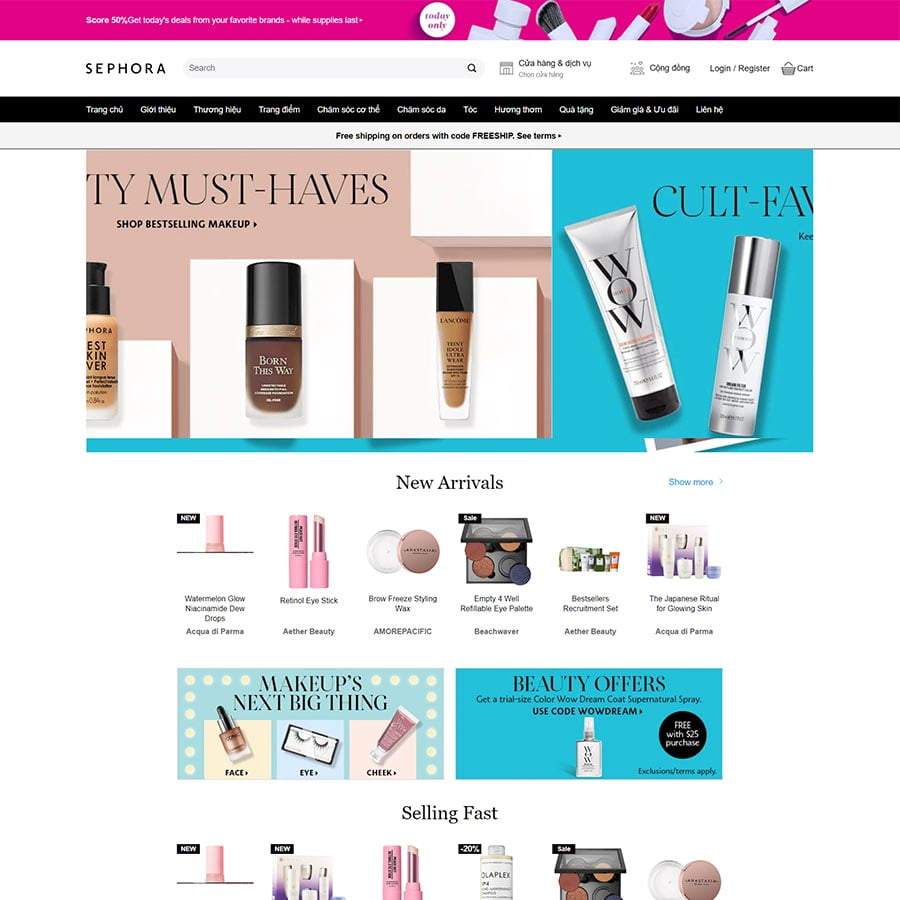 Score 50%Get today's deals from your favorite brands - while supplies last ▸
today
only
SEPHORA
Search
Cửa hàng & dịch vụ
Chọn cửa hàng
Cộng đồng
Login / Register
Cart
Trang chủ Giới thiệu Thương hiệu Trang điểm Chăm sóc cơ thể Chăm sóc da Tóc Hương thơm Quà tặng Giảm giá & Ưu đãi Liên hệ
Free shipping on orders with code FREESHIP. See terms ▸
TY MUST-HAVES
SHOP BESTSELLING MAKEUP ▸
CULT-FAV
Kee
PHORA
EST
KIN
VER
BORN
THIS WAY
OIL-FREE
LANCÔME
TEINT
IDOLE
ULTRA
WEAR
WOW
WOW
DREAM FILTER
New Arrivals
Show more
NEW
Sale
NEW
Watermelon Glow
Niacinamide Dew
Drops
Acqua di Parma
Retinol Eye Stick
Aether Beauty
ANASTASIA
Brow Freeze Styling
Wax
AMOREPACIFIC
Empty 4 Well
Refillable Eye Palette
Beachwaver
Bestsellers
Recruitment Set
Aether Beauty
The Japanese Ritual
for Glowing Skin
Acqua di Parma
MAKEUP'S
NEXT BIG THING
FACE ▸
EYE ▸
CHEEK ▸
BEAUTY OFFERS
Get a trial-size Color Wow Dream Coat Supernatural Spray.
USE CODE WOWDREAM ▸
WOW
FREE
with $25
purchase
Exclusions/terms apply.
Selling Fast
NEW
NEW
-20%
Sale
OLAPLEX
Nº4
ANASTASIA